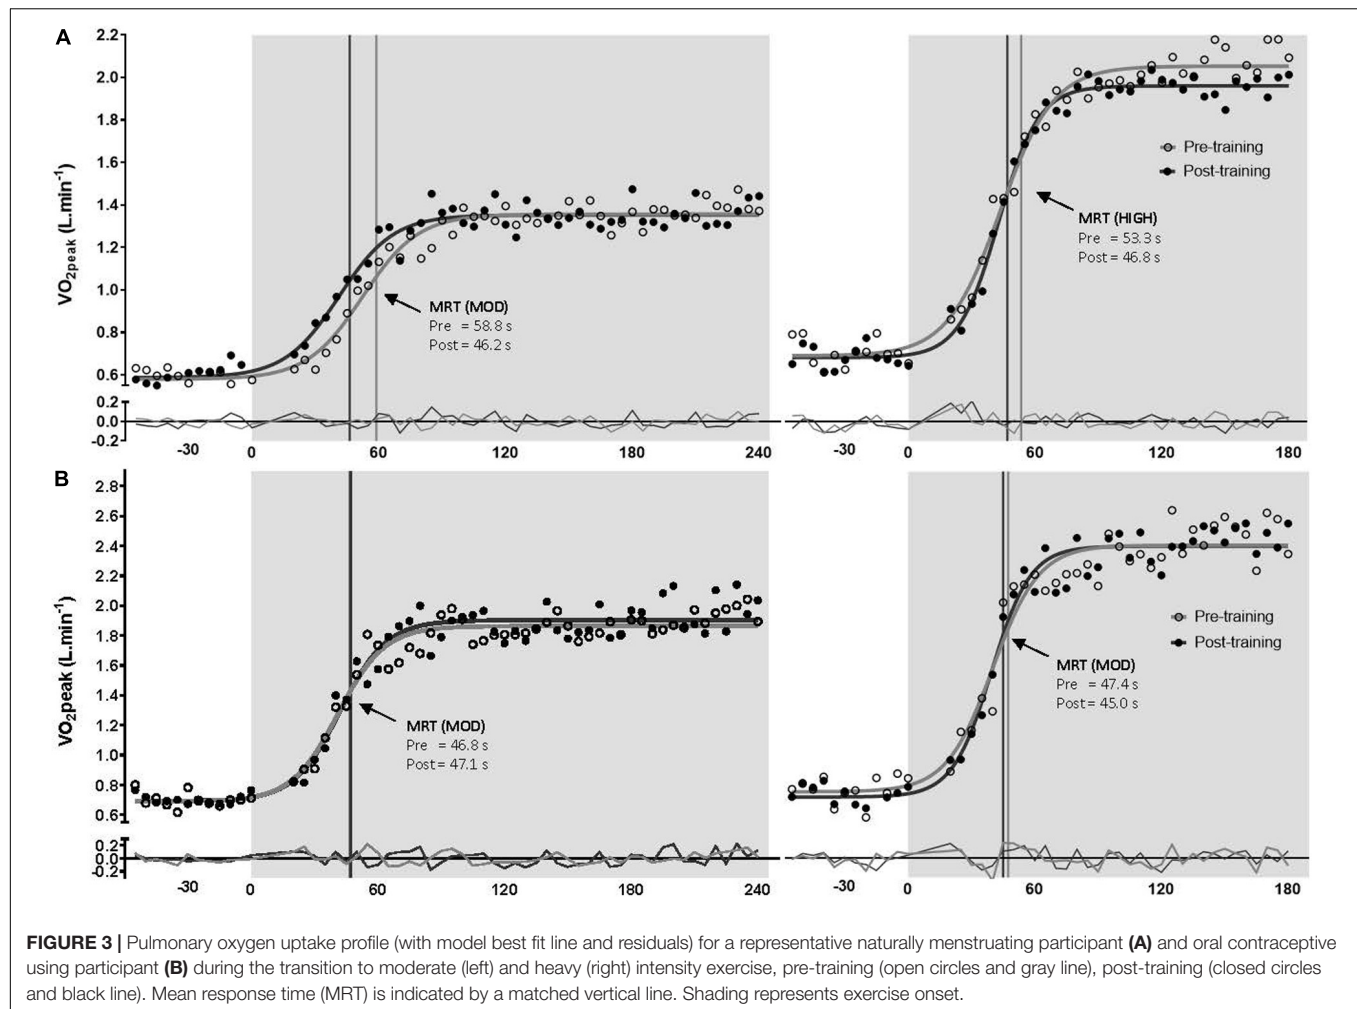 A
2.2
2.0
1.8
1.6
1.4
1.2
1.0
0.8
0.6
0.2
0.0
-0.2
VO2peak (L.min-1)
-30 0 60 120 180 240
MRT (MOD)
Pre = 58.8 s
Post = 46.2 s
Pre-training
Post-training
MRT (HIGH)
Pre = 53.3 s
Post = 46.8 s
-30 0 60 120 180
B
2.8
2.6
2.4
2.2
2.0
1.8
1.6
1.4
1.2
1.0
0.8
0.6
0.2
0.0
-0.2
VO2peak (L.min-1)
-30 0 60 120 180 240
MRT (MOD)
Pre = 46.8 s
Post = 47.1 s
Pre-training
Post-training
MRT (MOD)
Pre = 47.4 s
Post = 45.0 s
-30 0 60 120 180
FIGURE 3 | Pulmonary oxygen uptake profile (with model best fit line and residuals) for a representative naturally menstruating participant (A) and oral contraceptive
using participant (B) during the transition to moderate (left) and heavy (right) intensity exercise, pre-training (open circles and gray line), post-training (closed circles
and black line). Mean response time (MRT) is indicated by a matched vertical line. Shading represents exercise onset.